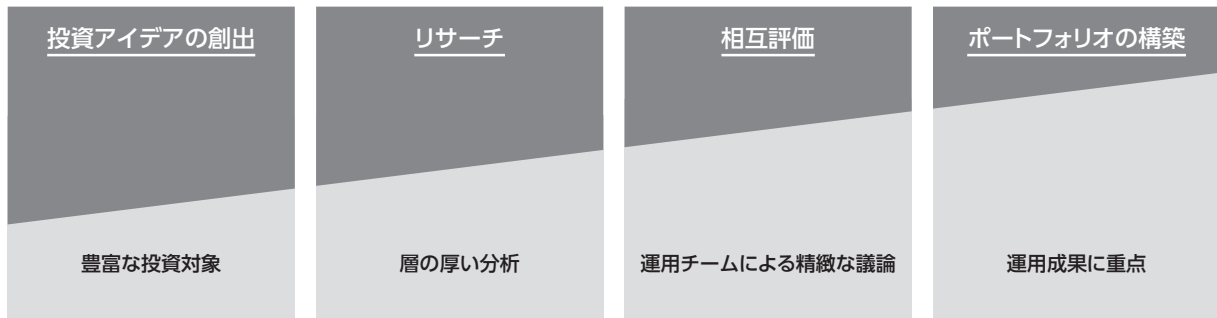 投資アイデアの創出
リサーチ
相互評価
ポートフォリオの構築
豊富な投資対象
層の厚い分析
運用チームによる精緻な議論
運用成果に重点